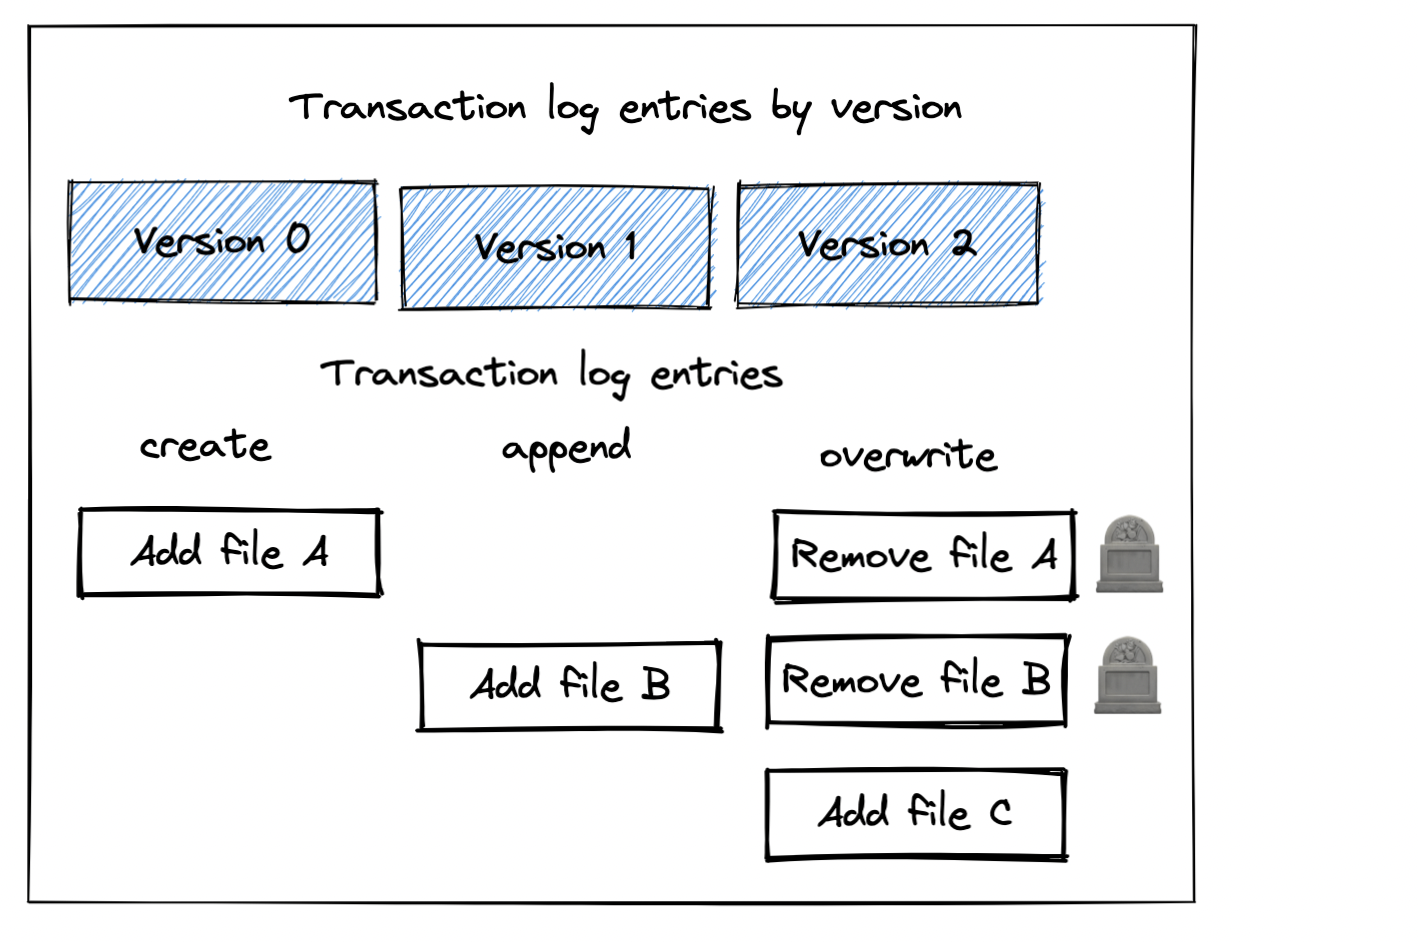 Transaction log entries by version
Version 0
Version 1
Version 2
Transaction log entries
create
append
overwrite
Add file A
Remove file A
Add file B
Remove file B
Add file C